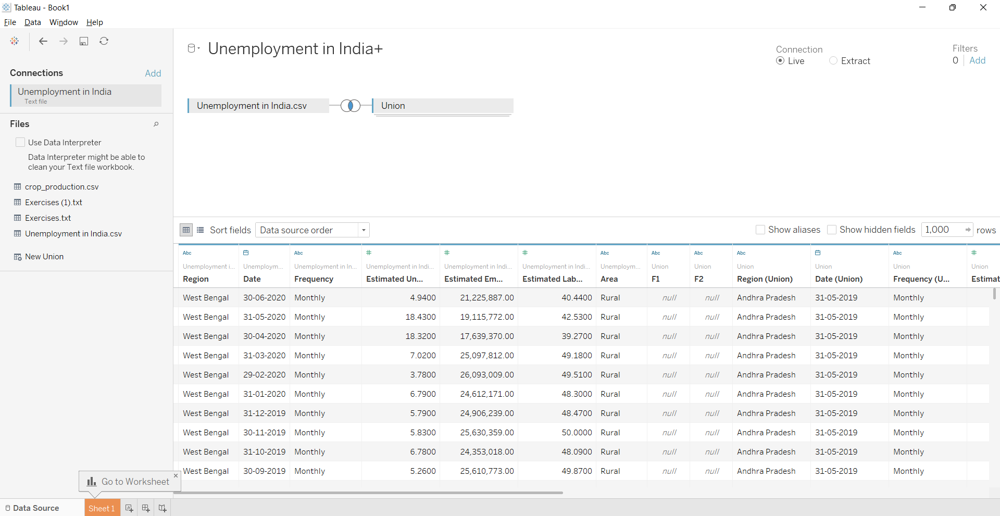 Tableau - Book1
File Data Window Help
Connections Add
Unemployment in India
Text file
Files
Use Data Interpreter
Data Interpreter might be able to
clean your Text file workbook.
crop_production.csv
Exercises (1).txt
Exercises.txt
Unemployment in India.csv
New Union
Unemployment in India+
Connection
Live Extract
Filters
0 Add
Unemployment in India.csv Union
Sort fields Data source order Show aliases Show hidden fields 1,000 rows
Abc Abc # # # Abc Abc Abc Abc Abc #
Unemployment i... Unemploym... Unemployment in In... Unemployment in Indi... Unemployment in Indi... Unemployment in Indi... Unemploym... Union Union Union Union Union Union
Region Date Frequency Estimated Un... Estimated Em... Estimated Lab... Area F1 F2 Region (Union) Date (Union) Frequency (U... Estimat
West Bengal 30-06-2020 Monthly 4.9400 21,225,887.00 40.4400 Rural null null Andhra Pradesh 31-05-2019 Monthly
West Bengal 31-05-2020 Monthly 18.4300 19,115,772.00 42.5300 Rural null null Andhra Pradesh 31-05-2019 Monthly
West Bengal 30-04-2020 Monthly 18.3200 17,639,370.00 39.2700 Rural null null Andhra Pradesh 31-05-2019 Monthly
West Bengal 31-03-2020 Monthly 7.0200 25,097,812.00 49.1800 Rural null null Andhra Pradesh 31-05-2019 Monthly
West Bengal 29-02-2020 Monthly 3.7800 26,093,009.00 49.5100 Rural null null Andhra Pradesh 31-05-2019 Monthly
West Bengal 31-01-2020 Monthly 6.7900 24,612,171.00 48.3000 Rural null null Andhra Pradesh 31-05-2019 Monthly
West Bengal 31-12-2019 Monthly 5.7900 24,906,239.00 48.4700 Rural null null Andhra Pradesh 31-05-2019 Monthly
West Bengal 30-11-2019 Monthly 5.8300 25,630,359.00 50.0000 Rural null null Andhra Pradesh 31-05-2019 Monthly
West Bengal 31-10-2019 Monthly 6.7800 24,353,018.00 48.0900 Rural null null Andhra Pradesh 31-05-2019 Monthly
West Bengal 30-09-2019 Monthly 5.2600 25,610,773.00 49.8700 Rural null null Andhra Pradesh 31-05-2019 Monthly
Go to Worksheet
Data Source Sheet 1